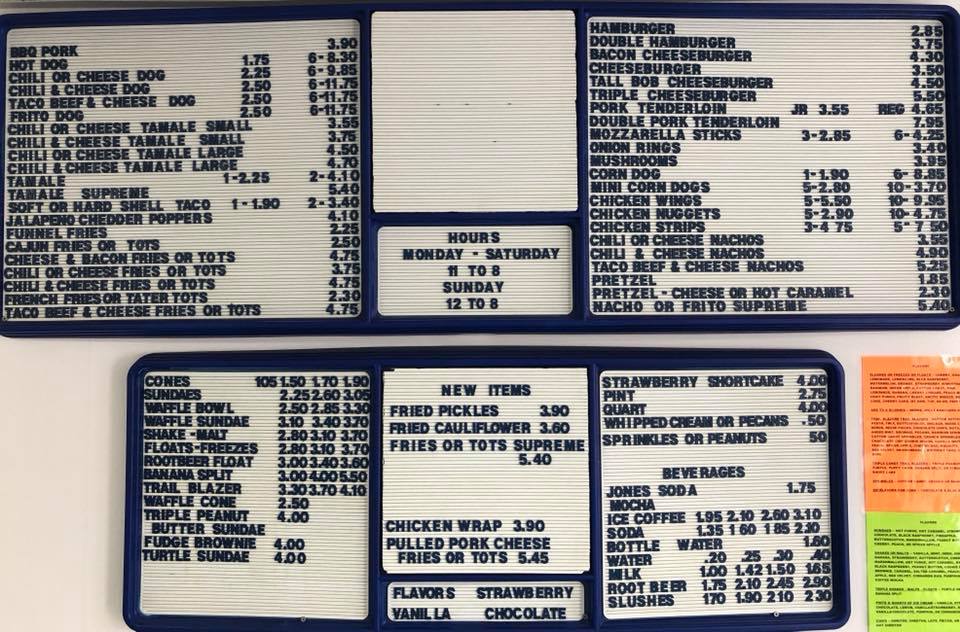 BBQ PORK 3.90
HOT DOG 1.75 6-8.30
CHILI OR CHEESE DOG 2.25 6-9.85
CHILI & CHEESE DOG 2.50 6-11.75
TACO BEEF & CHEESE DOG 2.50 6-11.75
FRITO DOG 2.50 6-11.75
CHILI OR CHEESE TAMALE SMALL 3.55
CHILI & CHEESE TAMALE SMALL 3.75
CHILI OR CHEESE TAMALE LARGE 4.50
CHILI & CHEESE TAMALE LARGE 4.70
TAMALE 1-2.25 2-4.10
TAMALE SUPREME 5.40
SOFT OR HARD SHELL TACO 1-1.90 2-3.40
JALAPENO CHEDDER POPPERS 4.10
FUNNEL FRIES 2.25
CAJUN FRIES OR TOTS 2.50
CHEESE & BACON FRIES OR TOTS 4.75
CHILI OR CHEESE FRIES OR TOTS 3.75
CHILI & CHEESE FRIES OR TOTS 4.75
FRENCH FRIES OR TATER TOTS 2.30
TACO BEEF & CHEESE FRIES OR TOTS 4.75
HOURS
MONDAY - SATURDAY
11 TO 8
SUNDAY
12 TO 8
HAMBURGER 2.85
DOUBLE HAMBURGER 3.75
BACON CHEESEBURGER 4.30
CHEESEBURGER 3.50
TALL BOB CHEESEBURGER 4.50
TRIPLE CHEESEBURGER 5.50
PORK TENDERLOIN JR 3.55 REG 4.65
DOUBLE PORK TENDERLOIN 7.95
MOZZARELLA STICKS 3-2.85 6-4.25
ONION RINGS 3.40
MUSHROOMS 3.95
CORN DOG 1-1.90 6-8.85
MINI CORN DOGS 5-2.80 10-3.70
CHICKEN WINGS 5-5.50 10-9.95
CHICKEN NUGGETS 5-2.90 10-4.75
CHICKEN STRIPS 3-4 75 5-7 50
CHILI OR CHEESE NACHOS 3.55
CHILI & CHEESE NACHOS 4.90
TACO BEEF & CHEESE NACHOS 5.25
PRETZEL 1.85
PRETZEL - CHEESE OR HOT CARAMEL 2.30
NACHO OR FRITO SUPREME 5.40
CONES 105 1.50 1.70 1.90
SUNDAES 2.25 2.60 3.05
WAFFLE BOWL 2.50 2.85 3.30
WAFFLE SUNDAE 3.10 3.40 3.85
SHAKE - MALT 2.80 3.10 3.70
FLOATS-FREEZES 2.80 3.10 3.70
ROOTBEER FLOAT 3.00 3.40 3.60
BANANA SPLIT 3.00 4.00 5.50
TRAIL BLAZER 3.30 3.70 4.10
WAFFLE CONE 2.50
TRIPLE PEANUT 4.00
BUTTER SUNDAE
FUDGE BROWNIE 4.00
TURTLE SUNDAE 4.00
NEW ITEMS
FRIED PICKLES 3.90
FRIED CAULIFLOWER 3.60
FRIES OR TOTS SUPREME
5.40
CHICKEN WRAP 3.90
PULLED PORK CHEESE
FRIES OR TOTS 5.45
FLAVORS STRAWBERRY
VANILLA CHOCOLATE
STRAWBERRY SHORTCAKE 4.00
PINT 2.75
QUART 4.00
WHIPPED CREAM OR PECANS .50
SPRINKLES OR PEANUTS 50
BEVERAGES
JONES SODA 1.75
MOCHA
ICE COFFEE 1.95 2.10 2.60 3.10
SODA 1.35 1.60 1 85 2.30
BOTTLE WATER 1.60
WATER .20 .25 .30 .40
MILK 1.00 1.42 1.50 1.65
ROOT BEER 1.75 2.10 2.45 2.90
SLUSHES 170 1.90 2 10 2 30